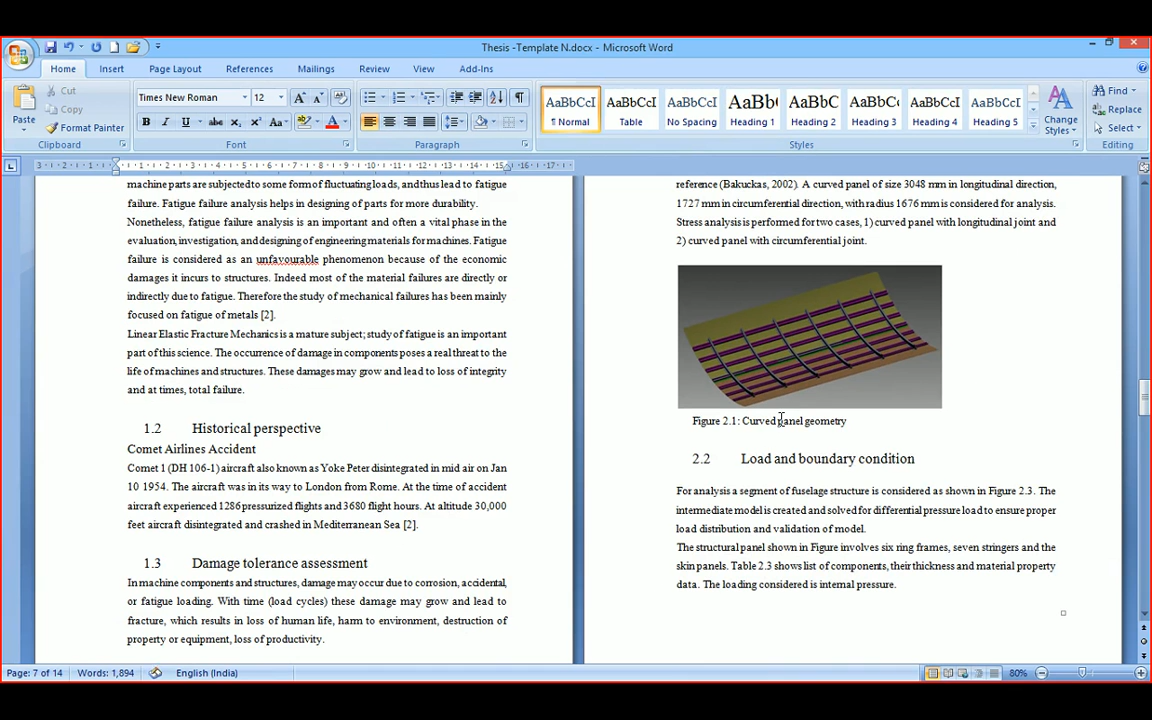 Thesis -Template N.docx - Microsoft Word
Home
Insert
Page Layout
References
Mailings
Review
View
Add-Ins
Paste
Cut
Copy
Format Painter
Clipboard
Times New Roman
12
Font
Paragraph
AaBbCcI
¶ Normal
AaBbCcI
Table
AaBbCcI
No Spacing
AaBb(
Heading 1
AaBbC
Heading 2
AaBbC(
Heading 3
AaBbCcI
Heading 4
AaBbCcI
Heading 5
Change
Styles
Styles
Find
Replace
Select
Editing
machine parts are subjected to some form of fluctuating loads, and thus lead to fatigue
failure. Fatigue failure analysis helps in designing of parts for more durability.
Nonetheless, fatigue failure analysis is an important and often a vital phase in the
evaluation, investigation, and designing of engineering materials for machines. Fatigue
failure is considered as an unfavourable phenomenon because of the economic
damages it incurs to structures. Indeed most of the material failures are directly or
indirectly due to fatigue. Therefore the study of mechanical failures has been mainly
focused on fatigue of metals [2].
Linear Elastic Fracture Mechanics is a mature subject; study of fatigue is an important
part of this science. The occurrence of damage in components poses a real threat to the
life of machines and structures. These damages may grow and lead to loss of integrity
and at times, total failure.
1.2 Historical perspective
Comet Airlines Accident
Comet 1 (DH 106-1) aircraft also known as Yoke Peter disintegrated in mid air on Jan
10 1954. The aircraft was in its way to London from Rome. At the time of accident
aircraft experienced 1286 pressurized flights and 3680 flight hours. At altitude 30,000
feet aircraft disintegrated and crashed in Mediterranean Sea [2].
1.3 Damage tolerance assessment
In machine components and structures, damage may occur due to corrosion, accidental,
or fatigue loading. With time (load cycles) these damage may grow and lead to
fracture, which results in loss of human life, harm to environment, destruction of
property or equipment, loss of productivity.
reference (Bakuckas, 2002). A curved panel of size 3048 mm in longitudinal direction,
1727 mm in circumferential direction, with radius 1676 mm is considered for analysis.
Stress analysis is performed for two cases, 1) curved panel with longitudinal joint and
2) curved panel with circumferential joint.
Figure 2.1: Curved panel geometry
2.2 Load and boundary condition
For analysis a segment of fuselage structure is considered as shown in Figure 2.3. The
intermediate model is created and solved for differential pressure load to ensure proper
load distribution and validation of model.
The structural panel shown in Figure involves six ring frames, seven stringers and the
skin panels. Table 2.3 shows list of components, their thickness and material property
data. The loading considered is internal pressure.
Page: 7 of 14
Words: 1,894
English (India)
80%